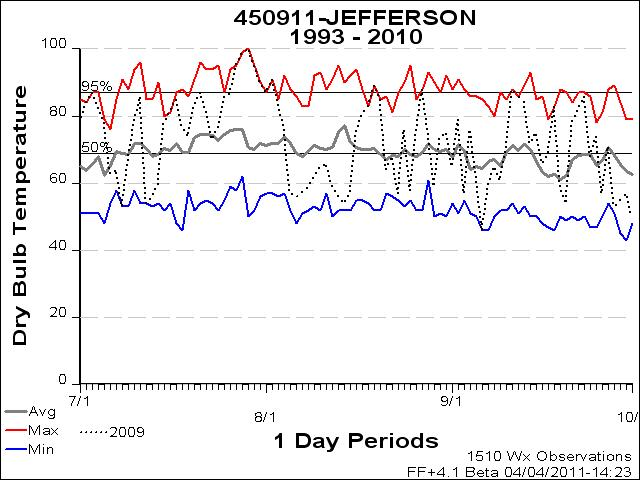 450911-JEFFERSON
1993 - 2010
Dry Bulb Temperature
100
95%
80
50%
60
40
20
0
7/1
8/1
9/1
10/
Avg
Max
Min
2009
1 Day Periods
1510 Wx Observations
FF+4.1 Beta 04/04/2011-14:23